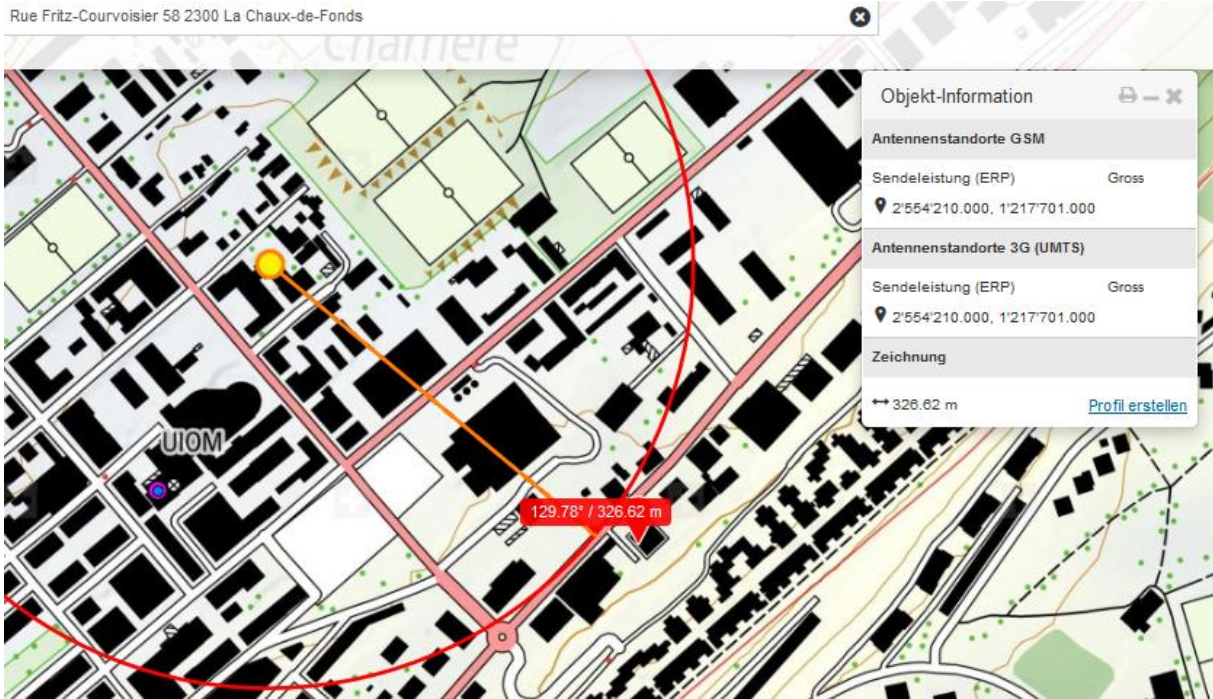 Rue Fritz-Courvoisier 58 2300 La Chaux-de-Fonds
Charrière
Objekt-Information
Antennenstandorte GSM
Sendeleistung (ERP) Gross
2'554'210.000, 1'217'701.000
Antennenstandorte 3G (UMTS)
Sendeleistung (ERP) Gross
2'554'210.000, 1'217'701.000
Zeichnung
326.62 m Profil erstellen
UIOM
129.78° / 326.62 m